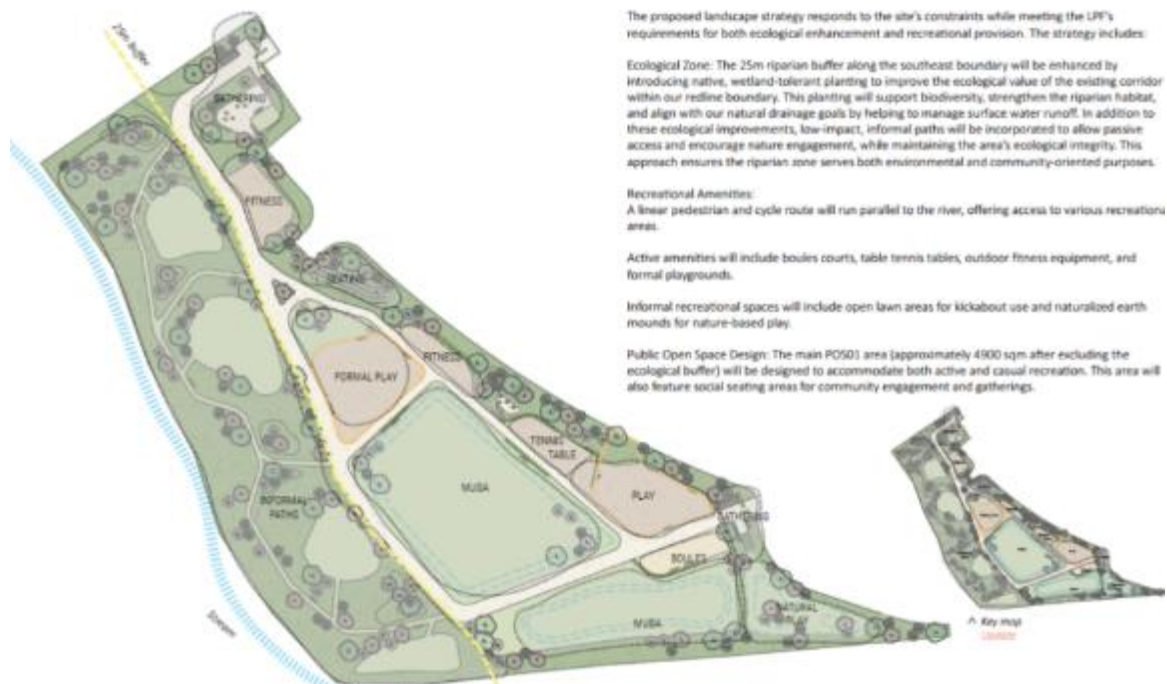 The proposed landscape strategy responds to the site's constraints while meeting the LPF's
requirements for both ecological enhancement and recreational provision. The strategy includes:
Ecological Zone: The 25m riparian buffer along the southeast boundary will be enhanced by
introducing native, wetland-tolerant planting to improve the ecological value of the existing corridor
within our redline boundary. This planting will support biodiversity, strengthen the riparian habitat,
and align with our natural drainage goals by helping to manage surface water runoff. In addition to
these ecological improvements, low-impact, informal paths will be incorporated to allow passive
access and encourage nature engagement, while maintaining the area's ecological integrity. This
approach ensures the riparian zone serves both environmental and community-oriented purposes.
Recreational Amenities:
A linear pedestrian and cycle route will run parallel to the river, offering access to various recreationa
areas.
Active amenities will include boules courts, table tennis tables, outdoor fitness equipment, and
formal playgrounds.
Informal recreational spaces will include open lawn areas for kickabout use and naturalized earth
mounds for nature-based play.
Public Open Space Design: The main POS01 area (approximately 4900 sqm after excluding the
ecological buffer) will be designed to accommodate both active and casual recreation. This area will
also feature social seating areas for community engagement and gatherings.
25m buffer
GATHERING
FITNESS
SEATING
FITNESS
FORMAL PLAY
TENNIS
TABLE
MUGA
PLAY
GATHERING
INFORMAL
PATHS
BOULES
MUGA
NATURAL
PLAY
Stream
Key map